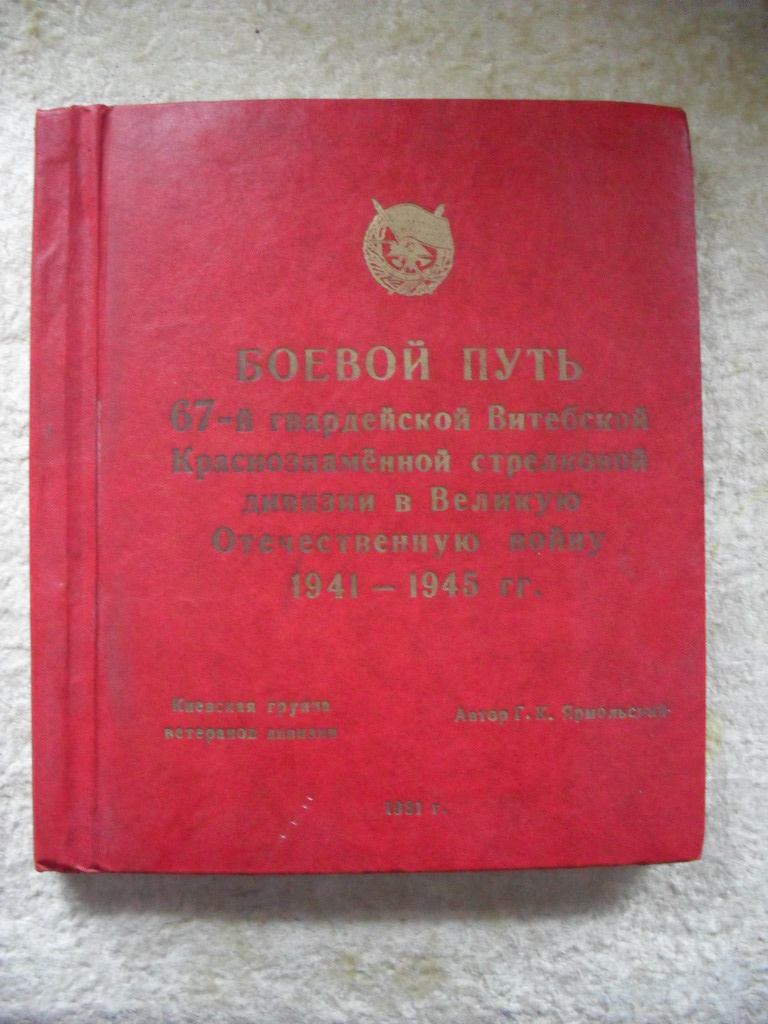 БОЕВОЙ ПУТЬ
67-й гвардейской Витебской
Краснознамённой стрелковой
дивизии в Великую
Отечественную войну
1941 — 1945 гг.
Киевская группа
ветеранов дивизии
Автор Г. К. Ярмольский
1981 г.